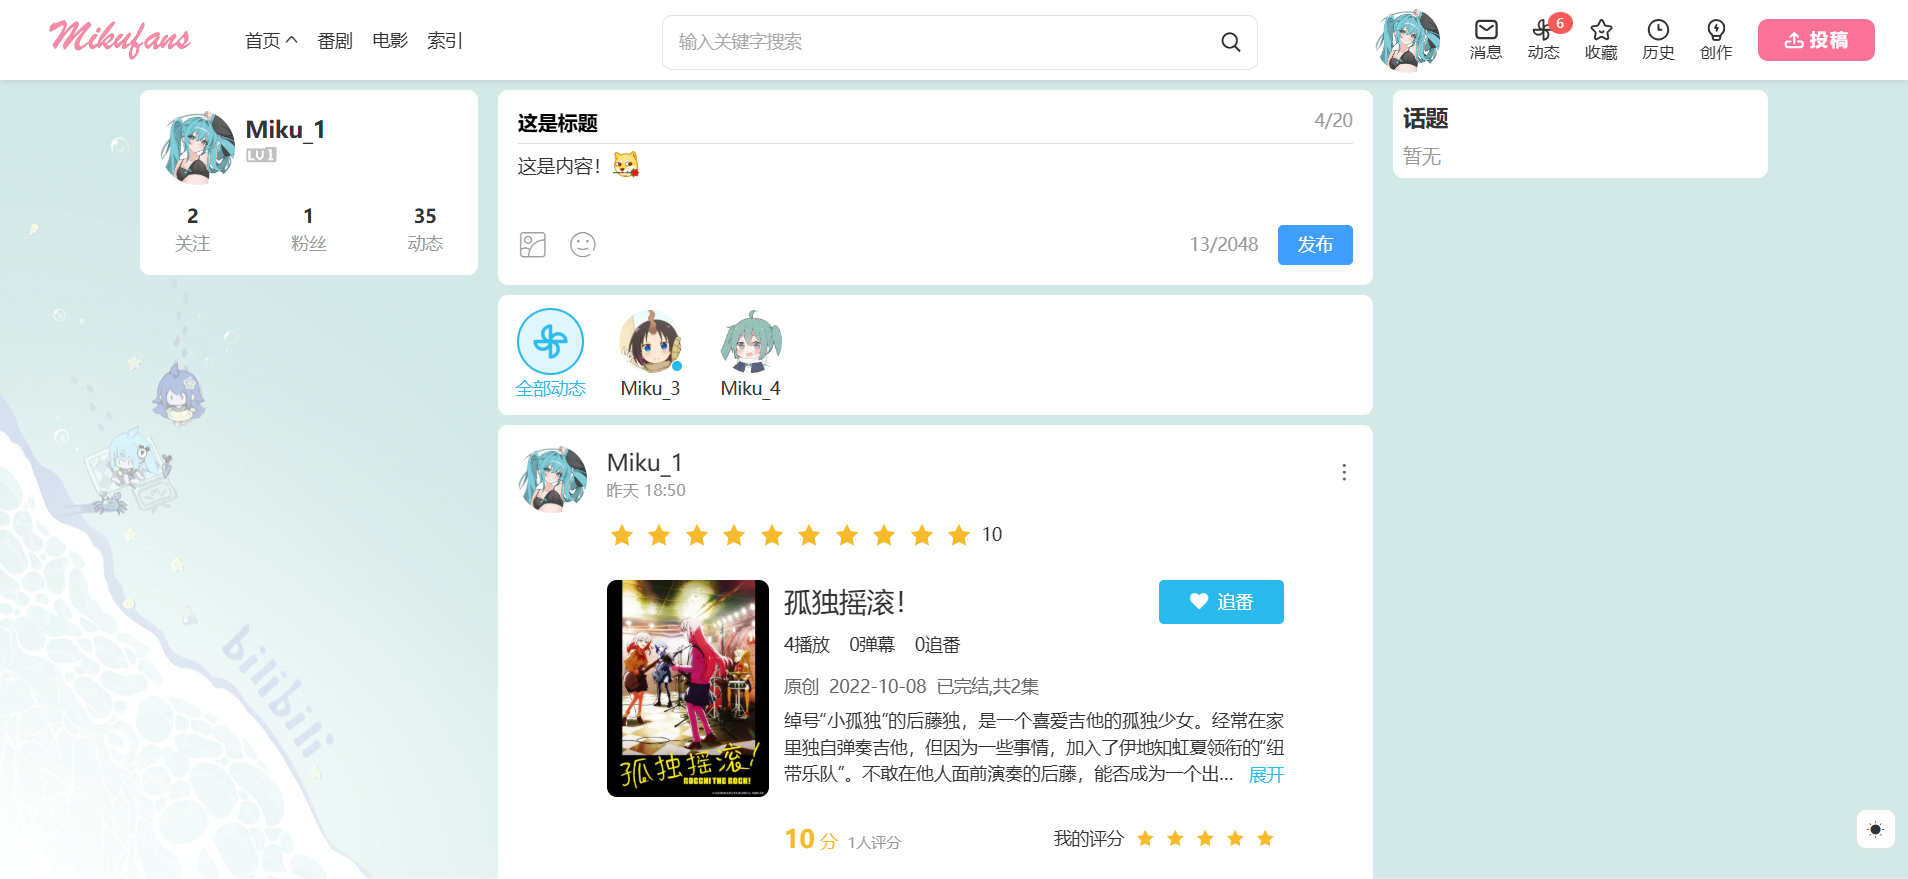 Mikufans
首页
番剧
电影
索引
输入关键字搜索
消息
6
动态
收藏
历史
创作
投稿
Miku_1
LV1
2
1
35
关注
粉丝
动态
这是标题
4/20
这是内容！
13/2048
发布
话题
暂无
全部动态
Miku_3
Miku_4
Miku_1
昨天 18:50
10
孤独摇滚！
追番
4播放 0弹幕 0追番
原创 2022-10-08 已完结,共2集
绰号“小孤独”的后藤独，是一个喜爱吉他的孤独少女。经常在家
里独自弹奏吉他，但因为一些事情，加入了伊地知虹夏领衔的“纽
带乐队”。不敢在他人面前演奏的后藤，能否成为一个出... 展开
孤独摇滚！
BOCCHI THE ROCK!
10分 1人评分
我的评分
bilibili